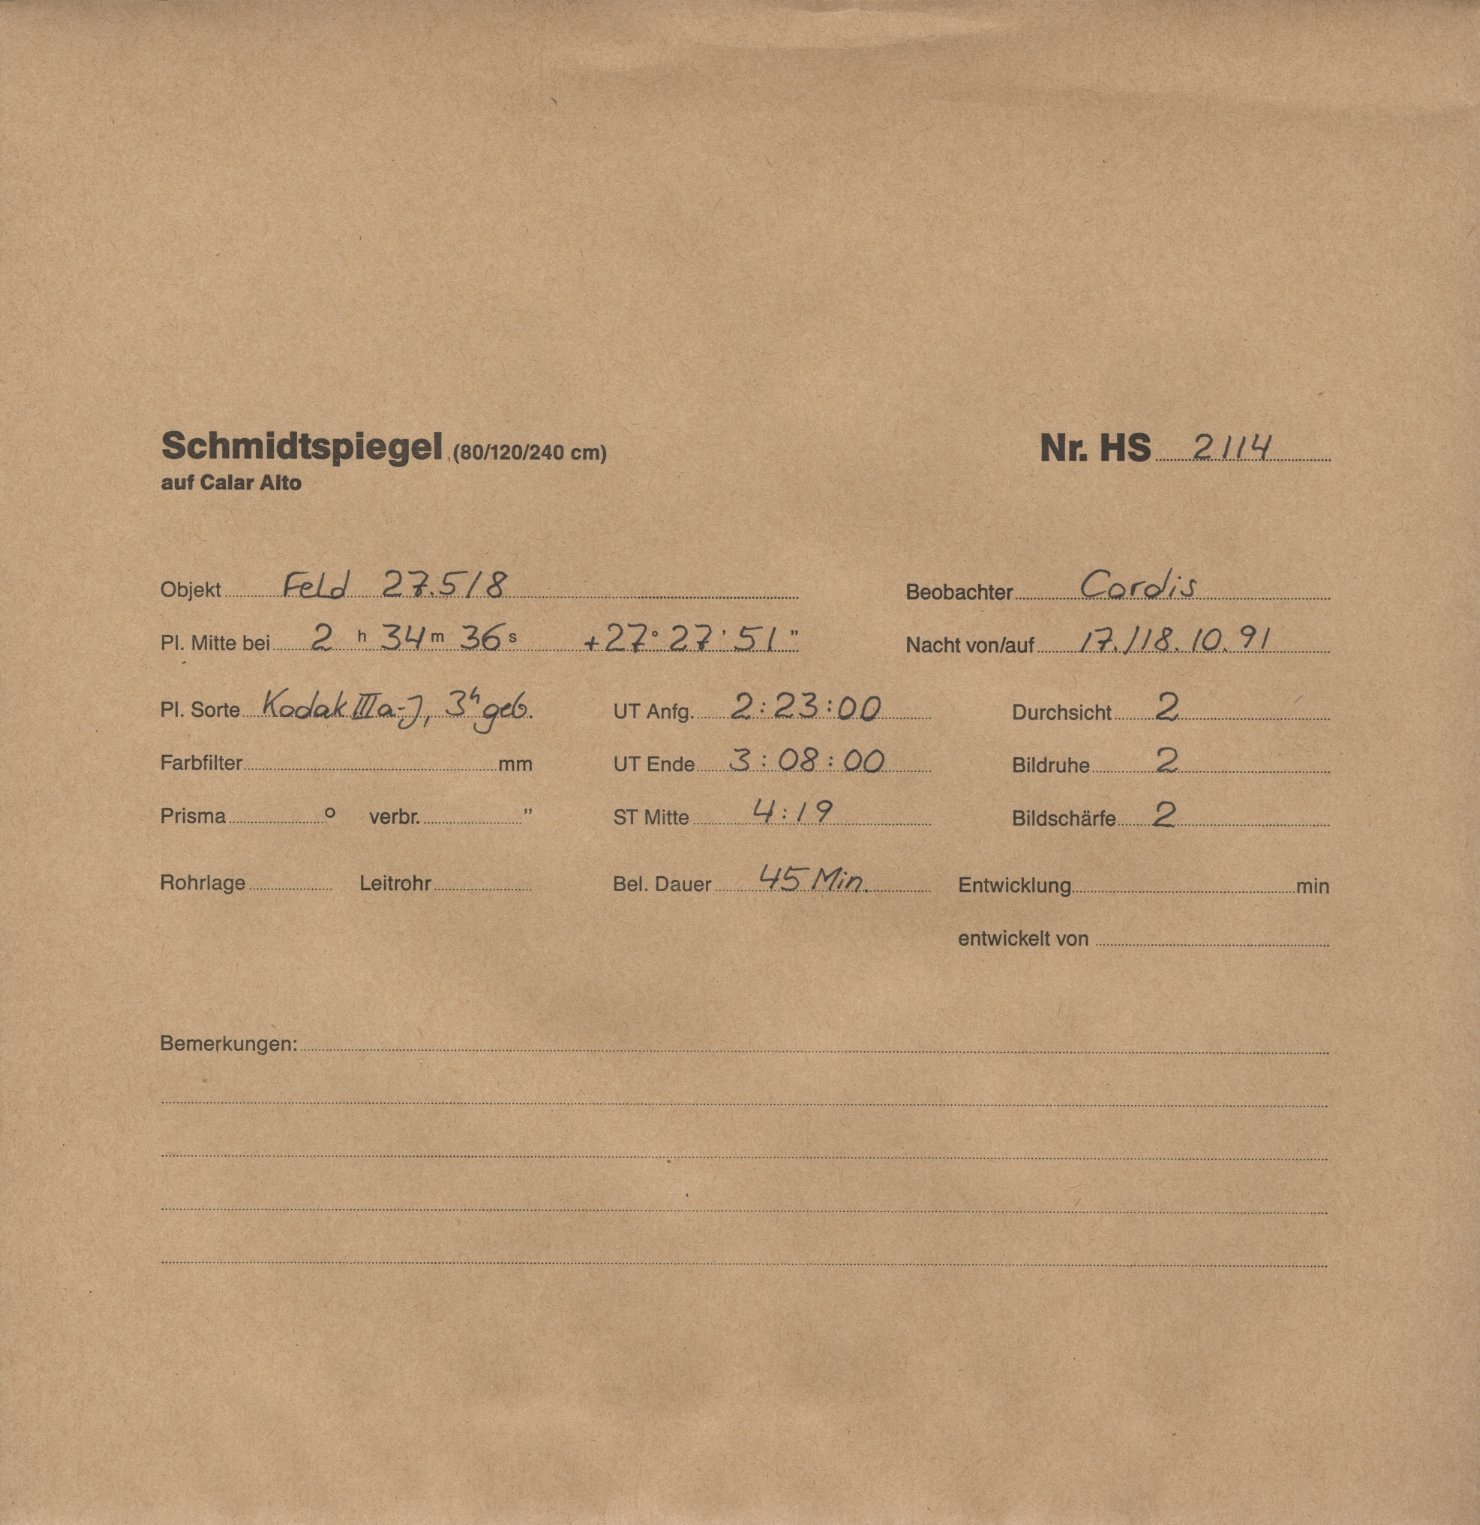 Schmidtspiegel (80/120/240 cm) Nr. HS 2114
auf Calar Alto
Objekt Feld 27.5/8 Beobachter Cordis
Pl. Mitte bei 2 h 34 m 36 s +27° 27' 51" Nacht von/auf 17./18.10.91
Pl. Sorte Kodak IIIa-J, 3h geb. UT Anfg. 2:23:00 Durchsicht 2
Farbfilter mm UT Ende 3:08:00 Bildruhe 2
Prisma ° verbr. " ST Mitte 4:19 Bildschärfe 2
Rohrlage Leitrohr Bel. Dauer 45 Min. Entwicklung min
entwickelt von
Bemerkungen: